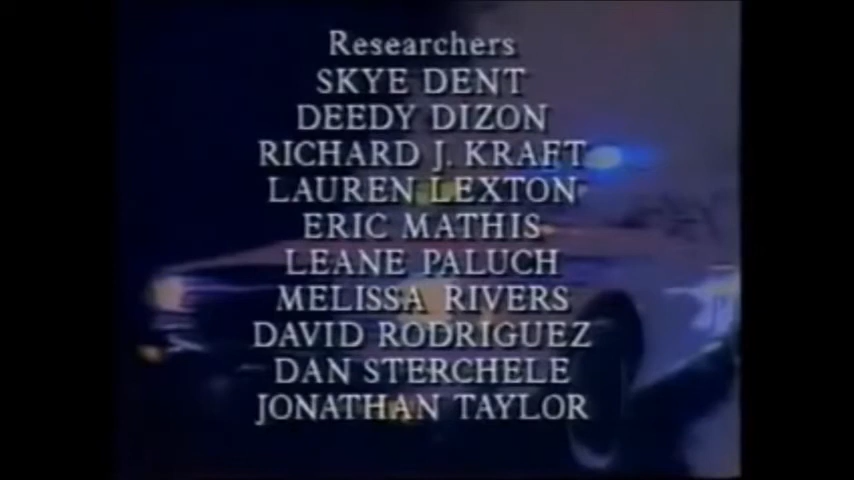 Researchers
SKYE DENT
DEEDY DIZON
RICHARD J. KRAFT
LAUREN LEXTON
ERIC MATHIS
LEANE PALUCH
MELISSA RIVERS
DAVID RODRIGUEZ
DAN STERCHELE
JONATHAN TAYLOR